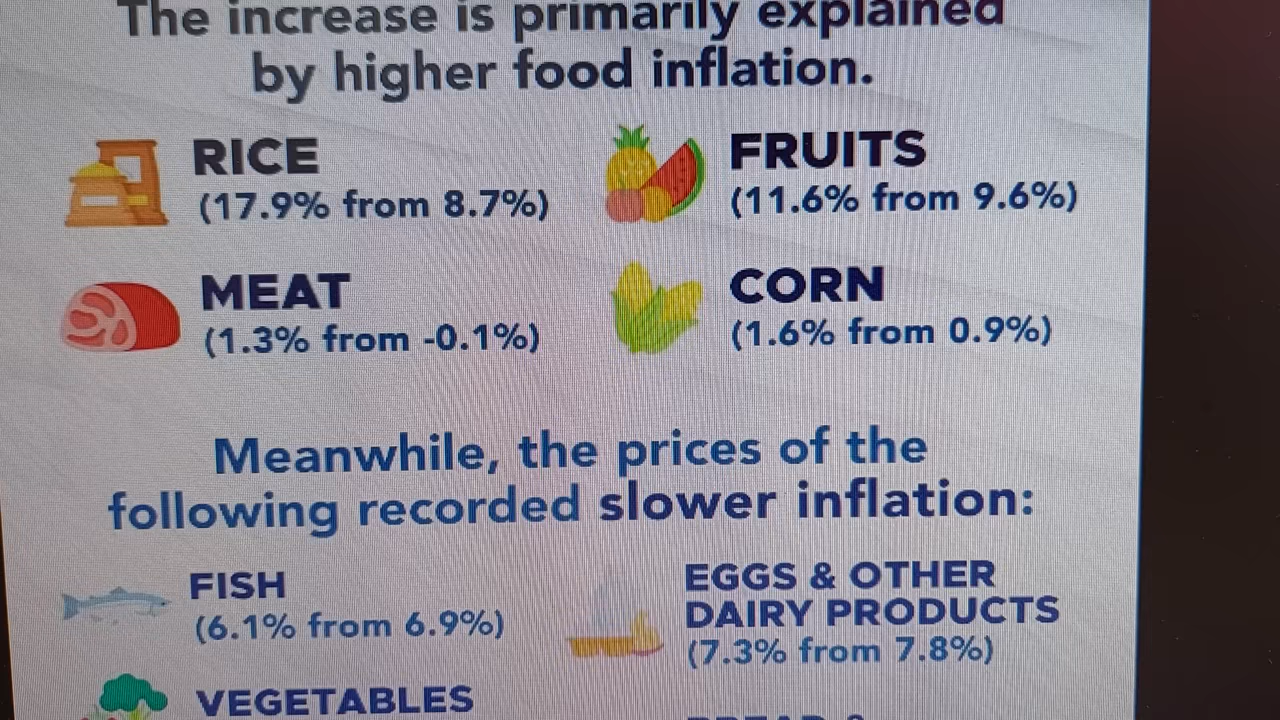 The increase is primarily explained
by higher food inflation.
RICE
(17.9% from 8.7%)
FRUITS
(11.6% from 9.6%)
MEAT
(1.3% from -0.1%)
CORN
(1.6% from 0.9%)
Meanwhile, the prices of the
following recorded slower inflation:
FISH
(6.1% from 6.9%)
EGGS & OTHER
DAIRY PRODUCTS
(7.3% from 7.8%)
VEGETABLES